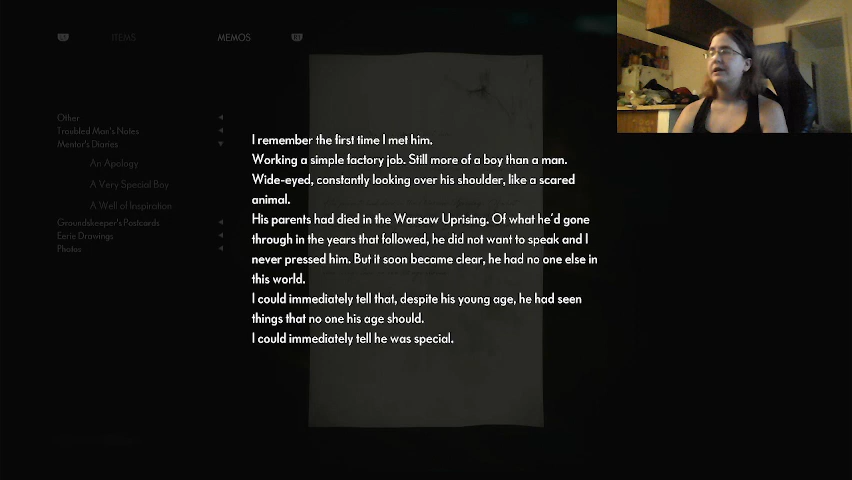 LT ITEMS MEMOS RT
Other
Troubled Man's Notes
Mentor's Diaries
An Apology
A Very Special Boy
A Well of Inspiration
Groundskeeper's Postcards
Eerie Drawings
Photos
I remember the first time I met him.
Working a simple factory job. Still more of a boy than a man.
Wide-eyed, constantly looking over his shoulder, like a scared
animal.
His parents had died in the Warsaw Uprising. Of what he'd gone
through in the years that followed, he did not want to speak and I
never pressed him. But it soon became clear, he had no one else in
this world.
I could immediately tell that, despite his young age, he had seen
things that no one his age should.
I could immediately tell he was special.